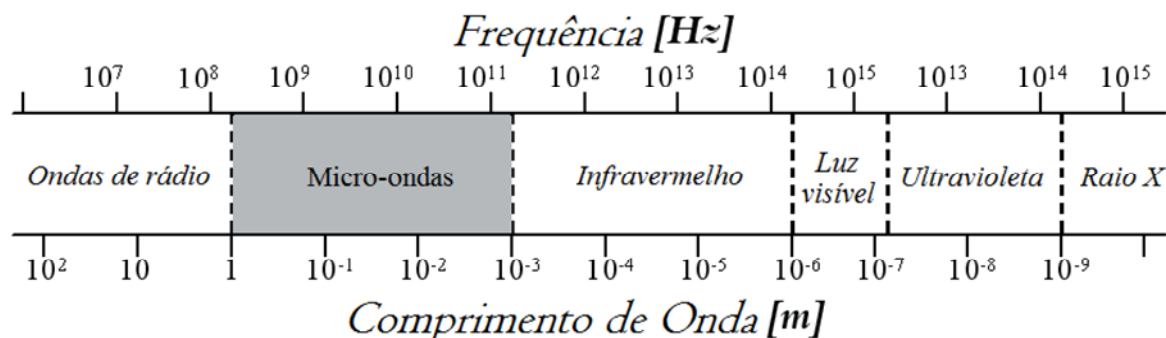 Frequência [Hz]
10⁷ 10⁸ 10⁹ 10¹⁰ 10¹¹ 10¹² 10¹³ 10¹⁴ 10¹⁵ 10¹³ 10¹⁴ 10¹⁵
Ondas de rádio Micro-ondas Infravermelho Luz visível Ultravioleta Raio X
10² 10 1 10⁻¹ 10⁻² 10⁻³ 10⁻⁴ 10⁻⁵ 10⁻⁶ 10⁻⁷ 10⁻⁸ 10⁻⁹
Comprimento de Onda [m]